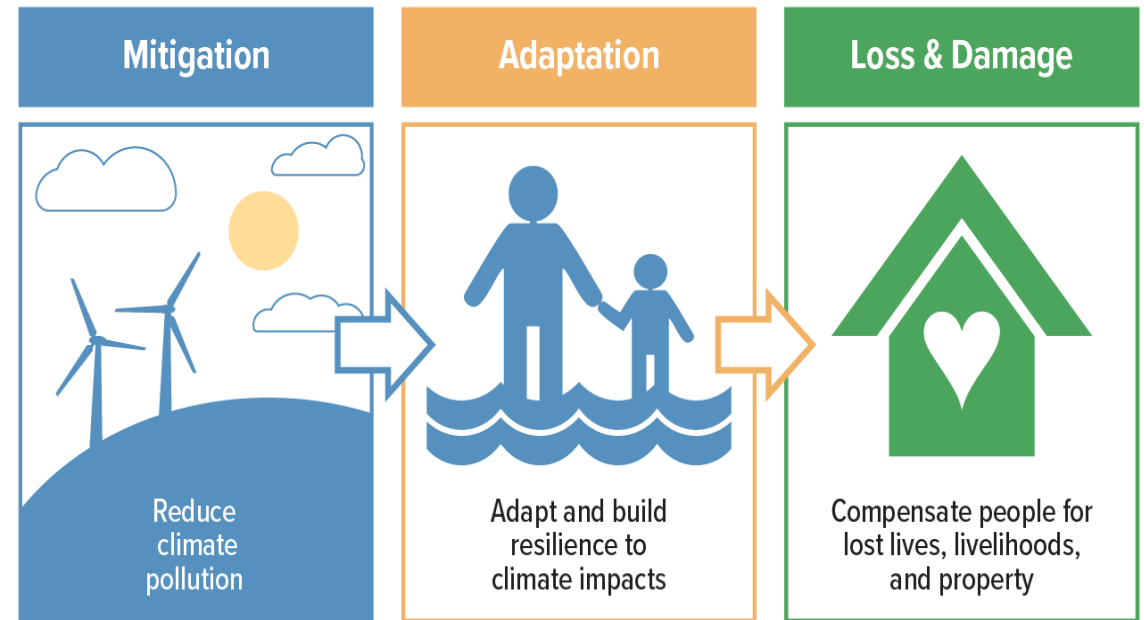 Mitigation
Adaptation
Loss & Damage
Reduce
climate
pollution
Adapt and build
resilience to
climate impacts
Compensate people for
lost lives, livelihoods,
and property